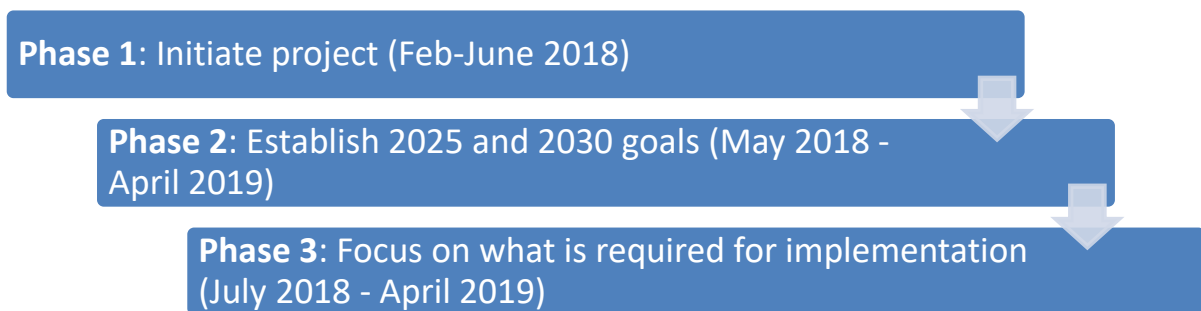 Phase 1: Initiate project (Feb-June 2018)
Phase 2: Establish 2025 and 2030 goals (May 2018 -
April 2019)
Phase 3: Focus on what is required for implementation
(July 2018 - April 2019)